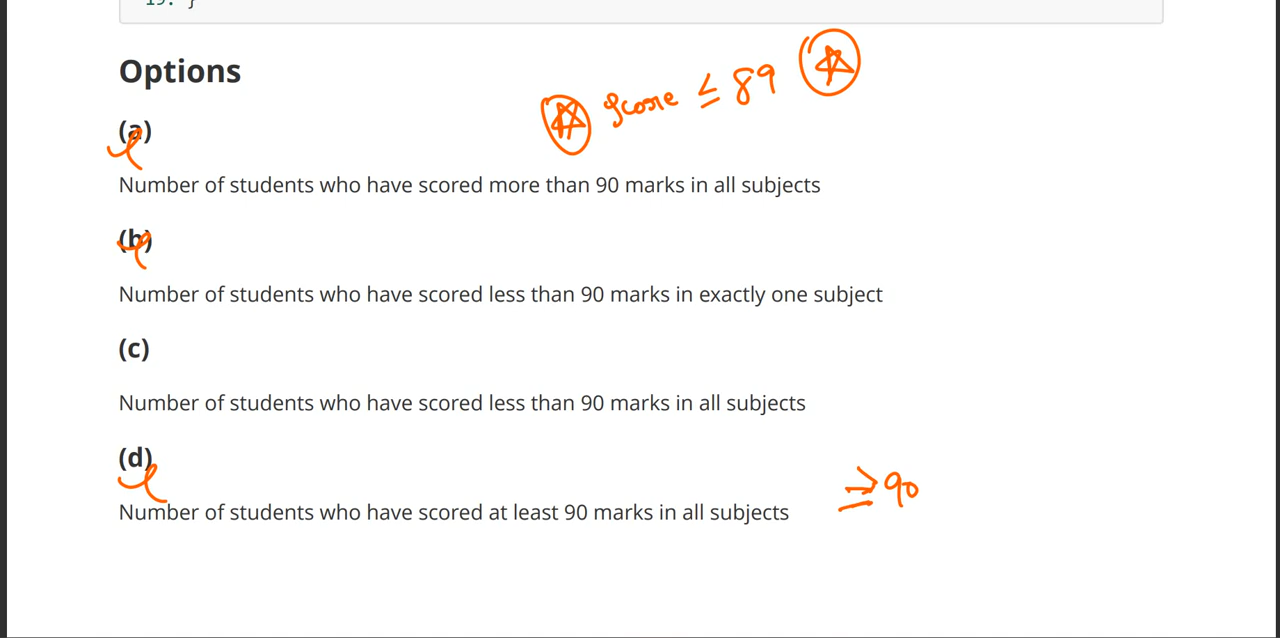 19. }
Options
score ≤ 89
(a)
Number of students who have scored more than 90 marks in all subjects
(b)
Number of students who have scored less than 90 marks in exactly one subject
(c)
Number of students who have scored less than 90 marks in all subjects
(d)
≥ 90
Number of students who have scored at least 90 marks in all subjects